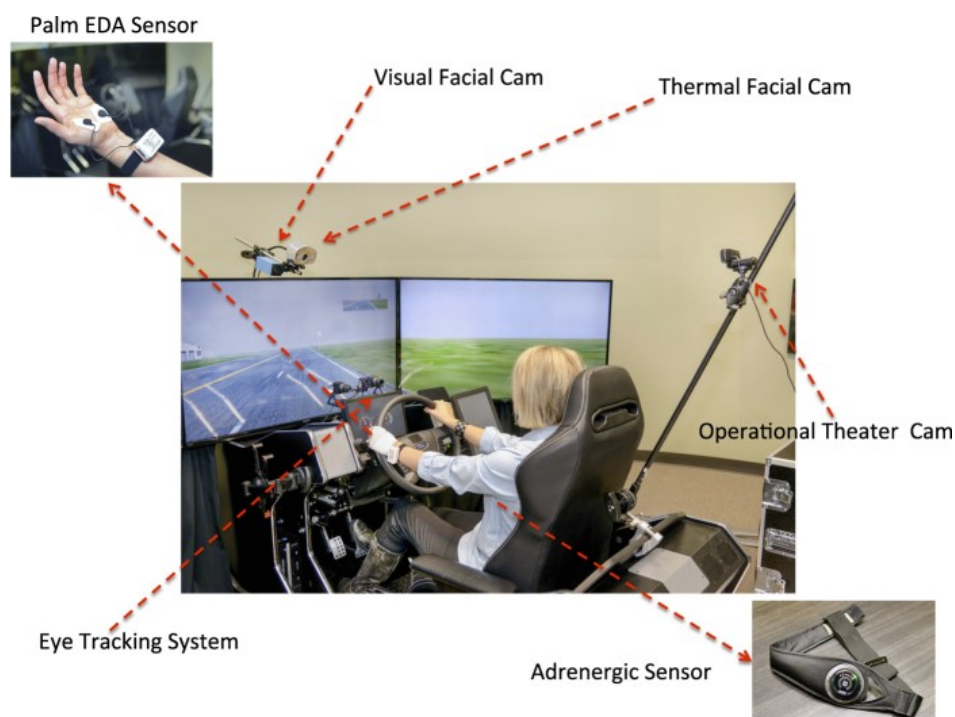 Palm EDA Sensor
Visual Facial Cam
Thermal Facial Cam
Operational Theater Cam
Eye Tracking System
Adrenergic Sensor